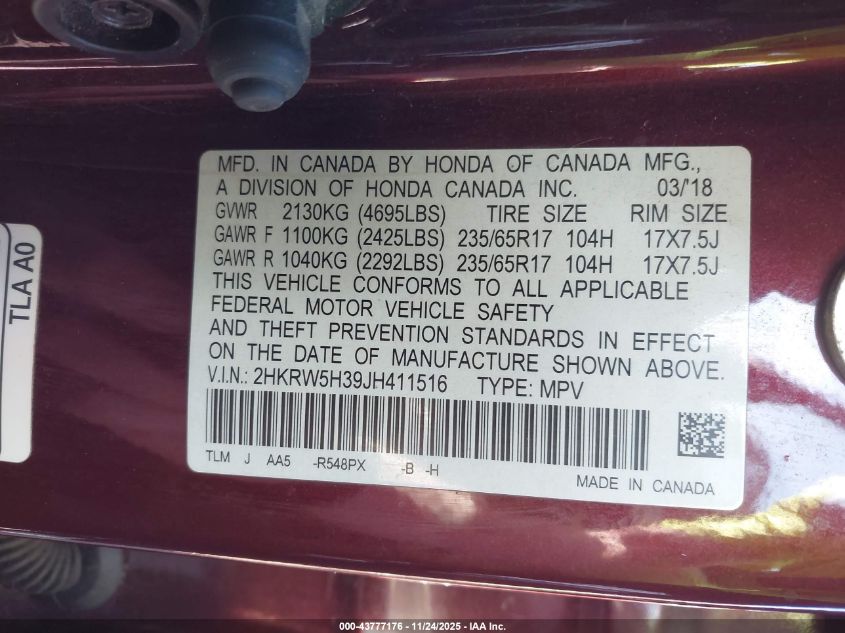 MFD. IN CANADA BY HONDA OF CANADA MFG.,
A DIVISION OF HONDA CANADA INC. 03/'18
GVWR 2130KG (4695LBS) TIRE SIZE RIM SIZE
GAWR F 1100KG (2425LBS) 235/65R17 104H 17X7.5J
GAWR R 1040KG (2292LBS) 235/65R17 104H 17X7.5J
THIS VEHICLE CONFORMS TO ALL APPLICABLE
FEDERAL MOTOR VEHICLE SAFETY
AND THEFT PREVENTION STANDARDS IN EFFECT
ON THE DATE OF MANUFACTURE SHOWN ABOVE.
V.I.N.: 2HKRW5H39JH411516 TYPE: MPV
TLM J AA5 -R548PX -B -H
MADE IN CANADA
TLA A0
000-43777176 - 11/24/2025 - IAA Inc.